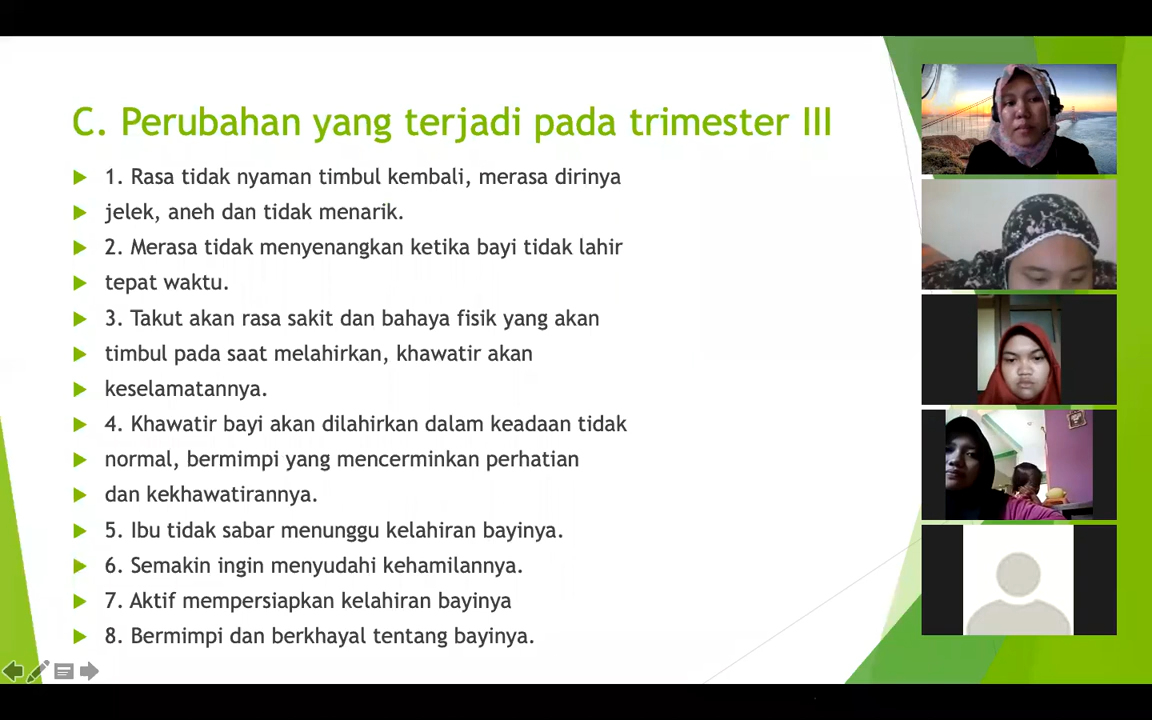 C. Perubahan yang terjadi pada trimester III
1. Rasa tidak nyaman timbul kembali, merasa dirinya
jelek, aneh dan tidak menarik.
2. Merasa tidak menyenangkan ketika bayi tidak lahir
tepat waktu.
3. Takut akan rasa sakit dan bahaya fisik yang akan
timbul pada saat melahirkan, khawatir akan
keselamatannya.
4. Khawatir bayi akan dilahirkan dalam keadaan tidak
normal, bermimpi yang mencerminkan perhatian
dan kekhawatirannya.
5. Ibu tidak sabar menunggu kelahiran bayinya.
6. Semakin ingin menyudahi kehamilannya.
7. Aktif mempersiapkan kelahiran bayinya
8. Bermimpi dan berkhayal tentang bayinya.